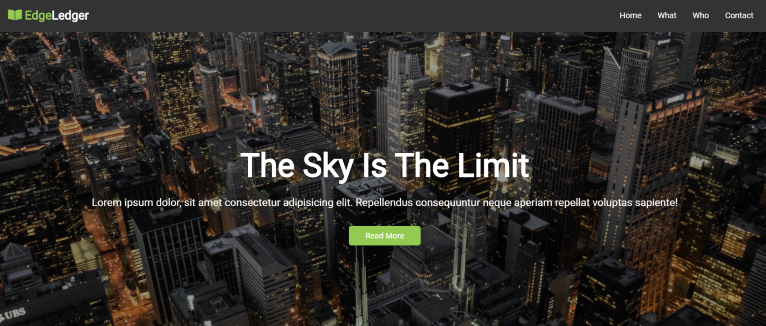 EdgeLedger
Home What Who Contact
The Sky Is The Limit
Lorem ipsum dolor, sit amet consectetur adipisicing elit. Repellendus consequuntur neque aperiam repellat voluptas sapiente!
Read More
UBS